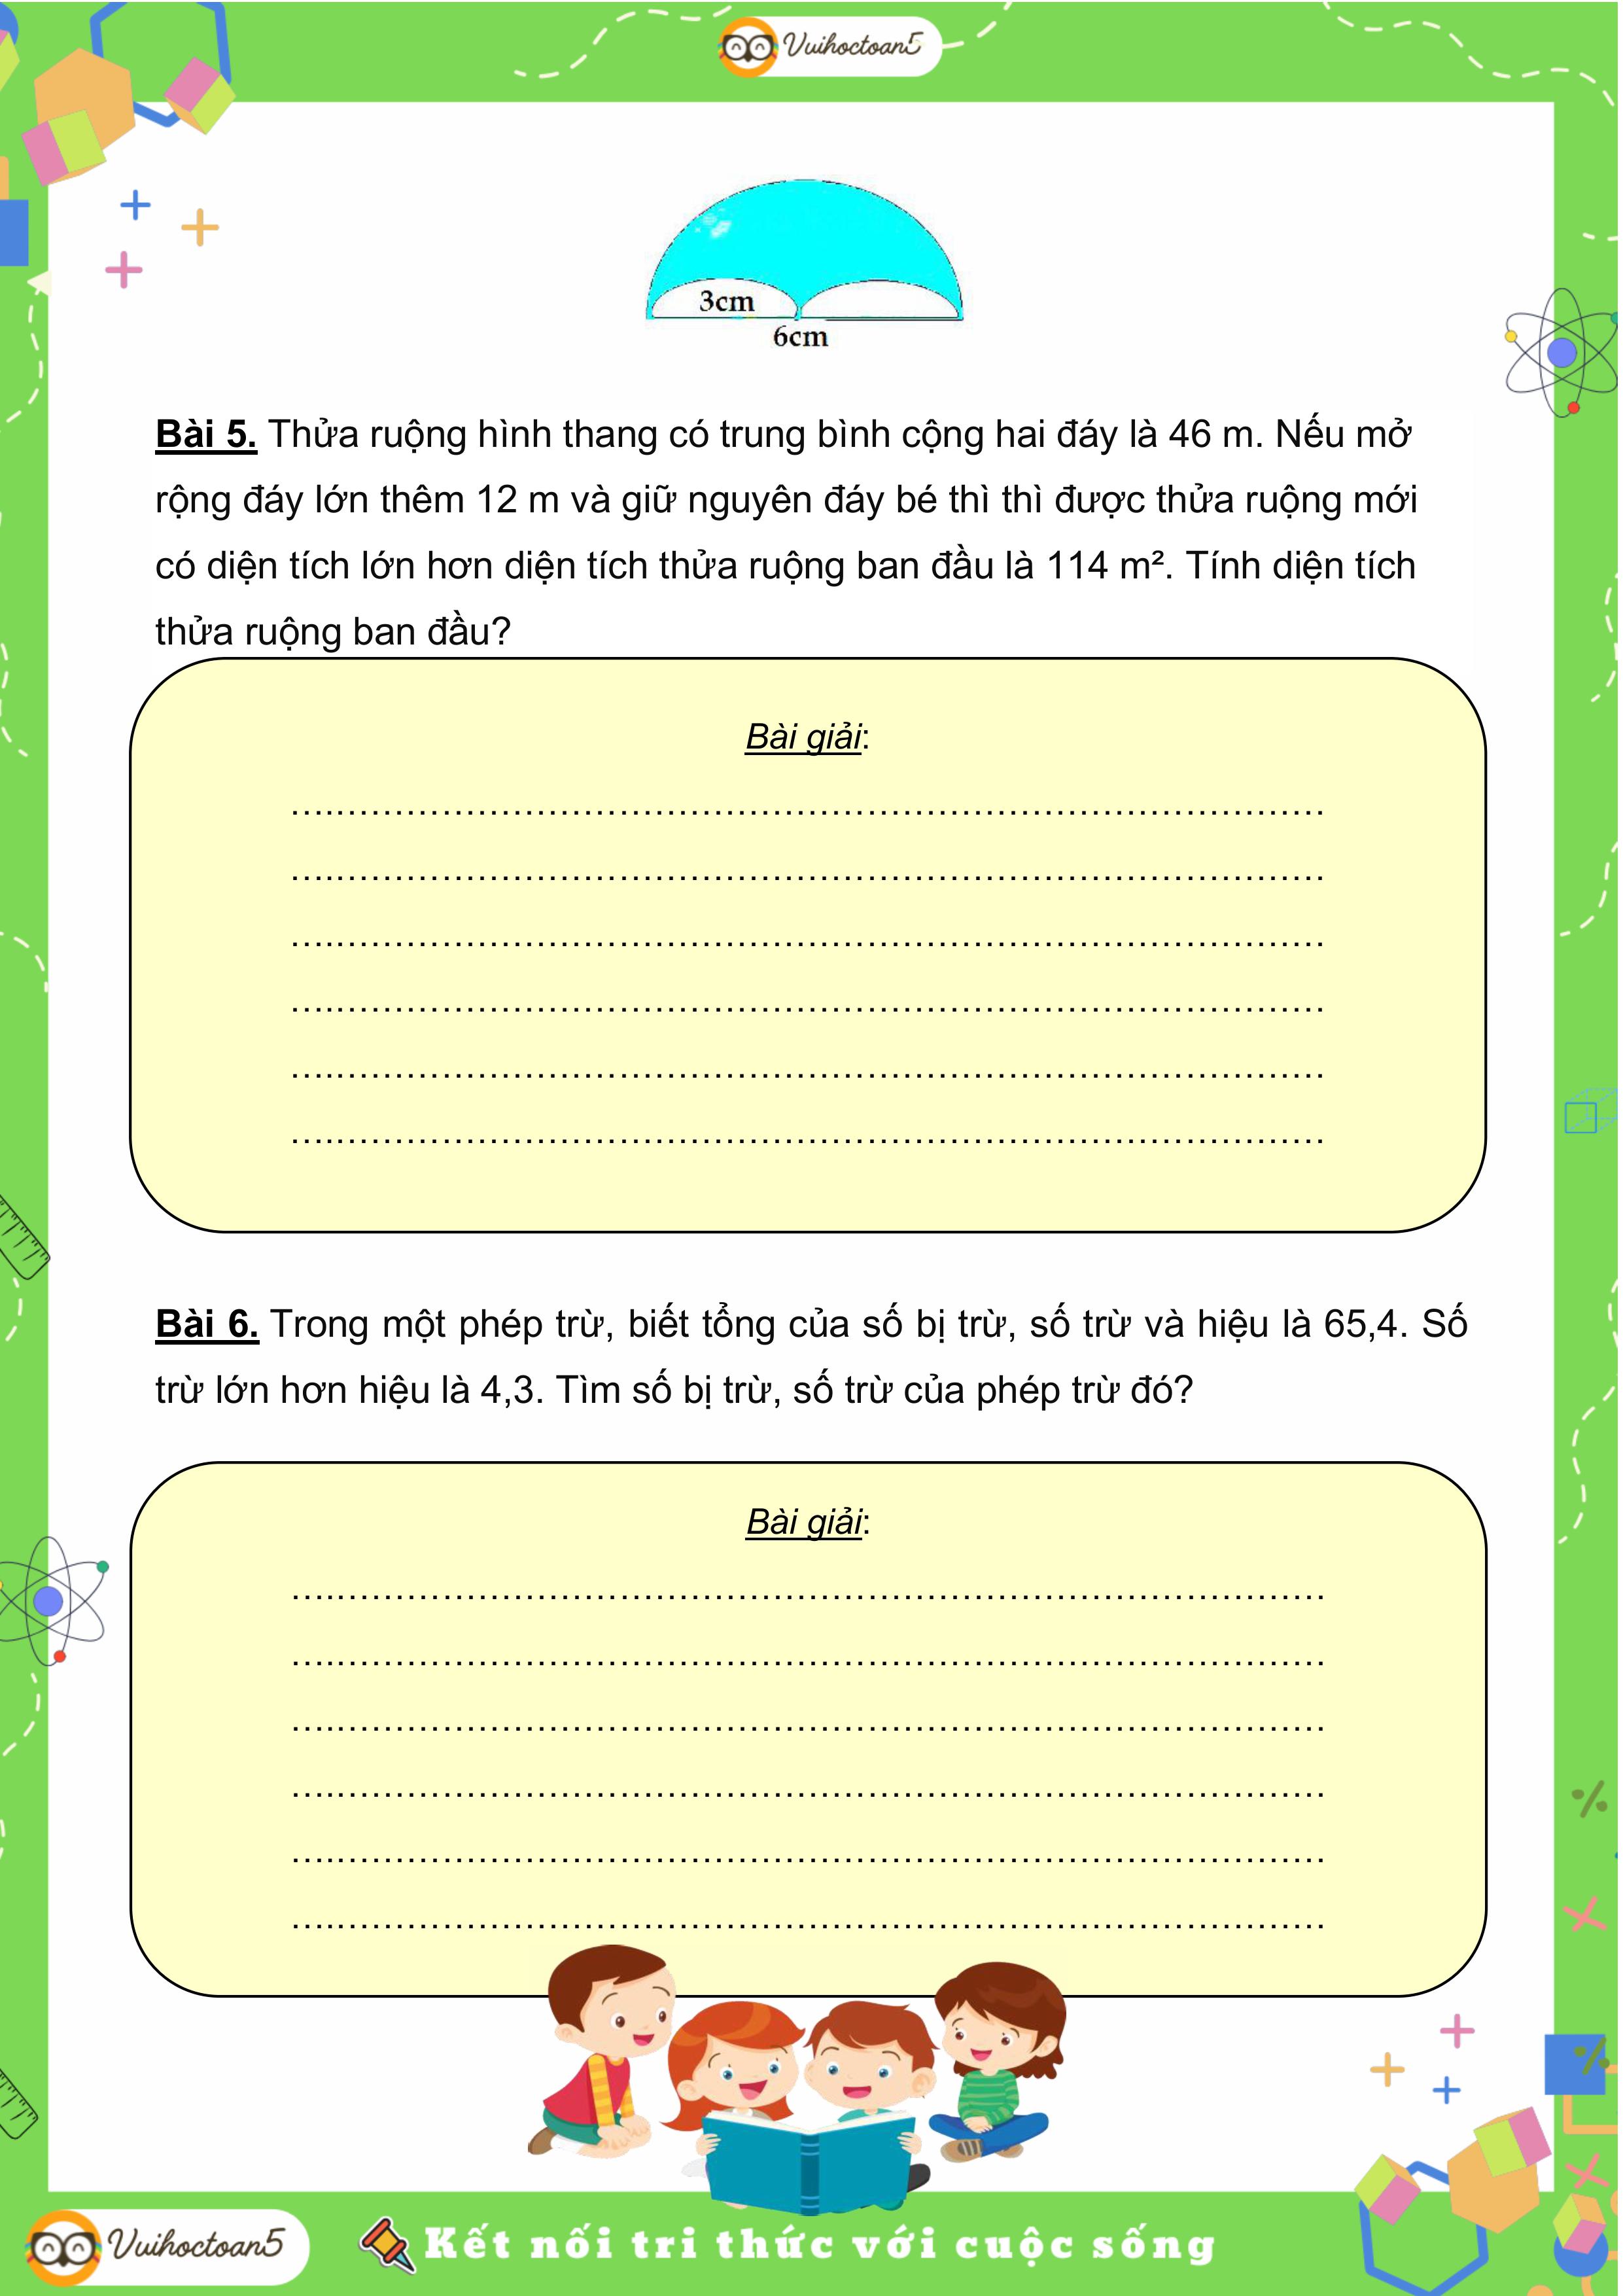 Vuihoctoan5
3cm
6cm
Bài 5. Thửa ruộng hình thang có trung bình cộng hai đáy là 46 m. Nếu mở
rộng đáy lớn thêm 12 m và giữ nguyên đáy bé thì thì được thửa ruộng mới
có diện tích lớn hơn diện tích thửa ruộng ban đầu là 114 m². Tính diện tích
thửa ruộng ban đầu?
Bài giải:
Bài 6. Trong một phép trừ, biết tổng của số bị trừ, số trừ và hiệu là 65,4. Số
trừ lớn hơn hiệu là 4,3. Tìm số bị trừ, số trừ của phép trừ đó?
Bài giải:
Vuihoctoan5
Kết nối tri thức với cuộc sống